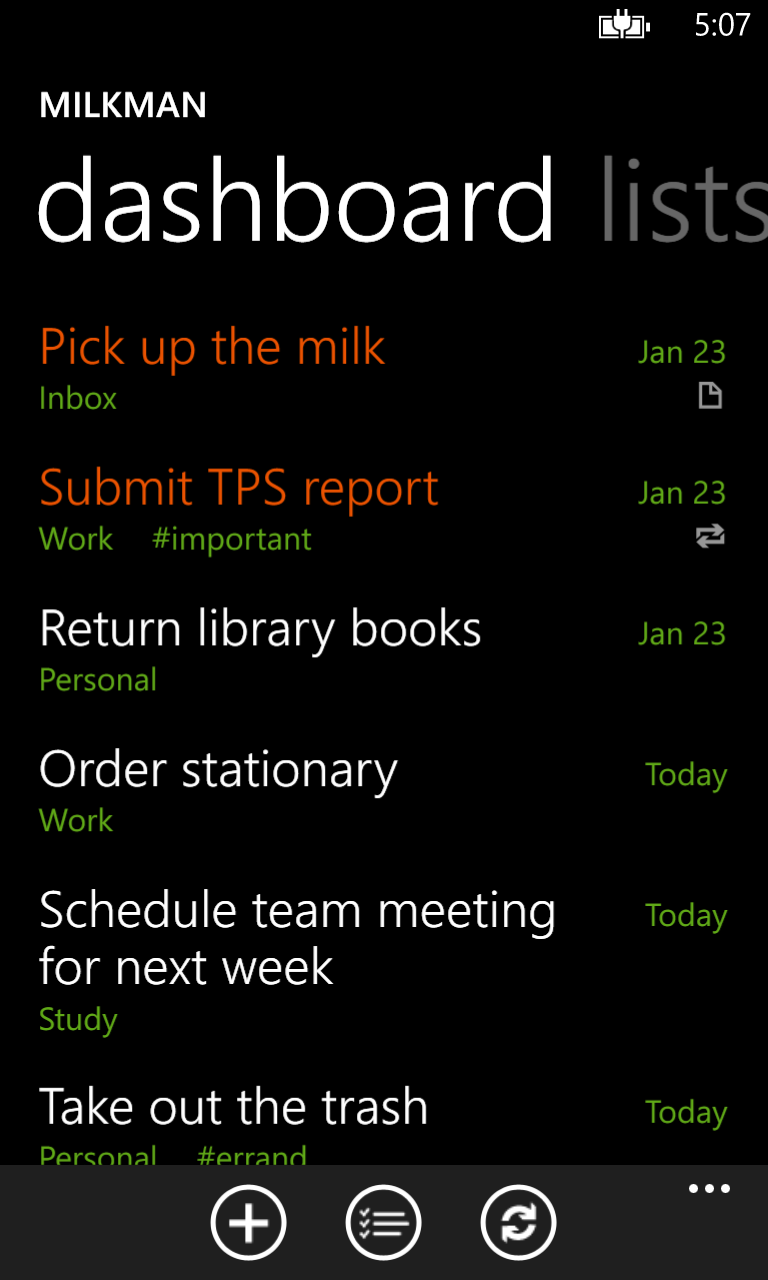 5:07
MILKMAN
dashboard lists
Pick up the milk Jan 23
Inbox
Submit TPS report Jan 23
Work #important
Return library books Jan 23
Personal
Order stationary Today
Work
Schedule team meeting Today
for next week
Study
Take out the trash Today
Personal #errand